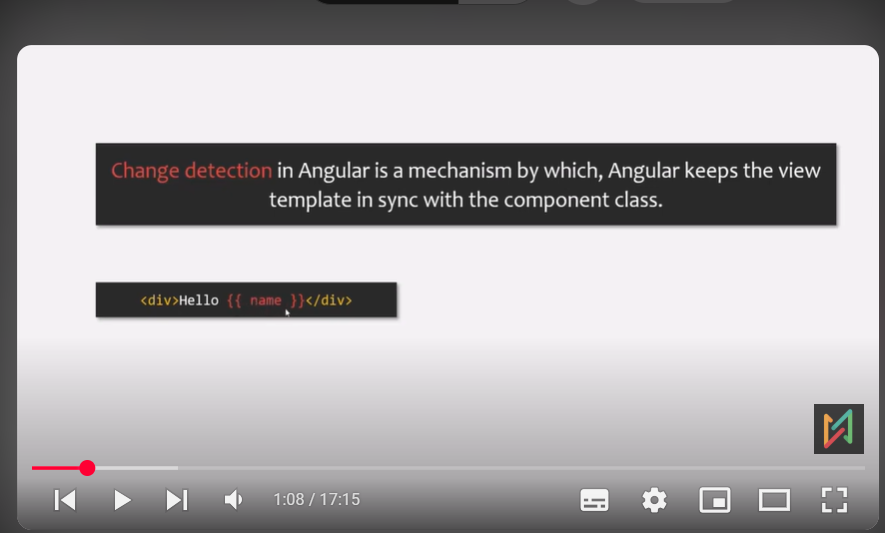 Change detection in Angular is a mechanism by which, Angular keeps the view
template in sync with the component class.
<div>Hello {{ name }}</div>
1:08 / 17:15